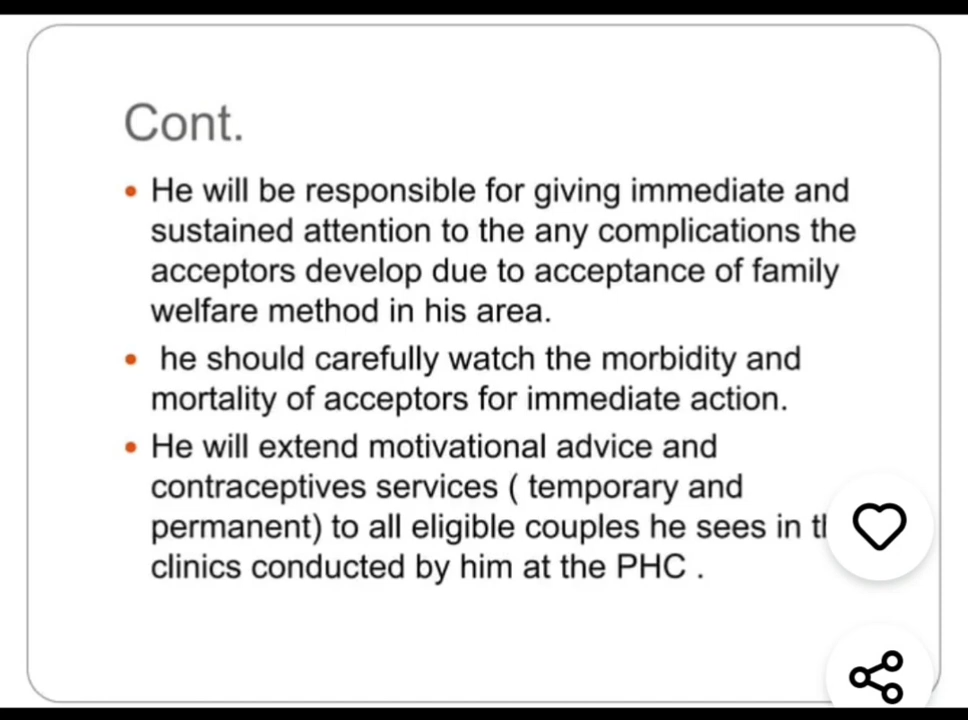 Cont.
• He will be responsible for giving immediate and
sustained attention to the any complications the
acceptors develop due to acceptance of family
welfare method in his area.
• he should carefully watch the morbidity and
mortality of acceptors for immediate action.
• He will extend motivational advice and
contraceptives services ( temporary and
permanent) to all eligible couples he sees in
clinics conducted by him at the PHC .